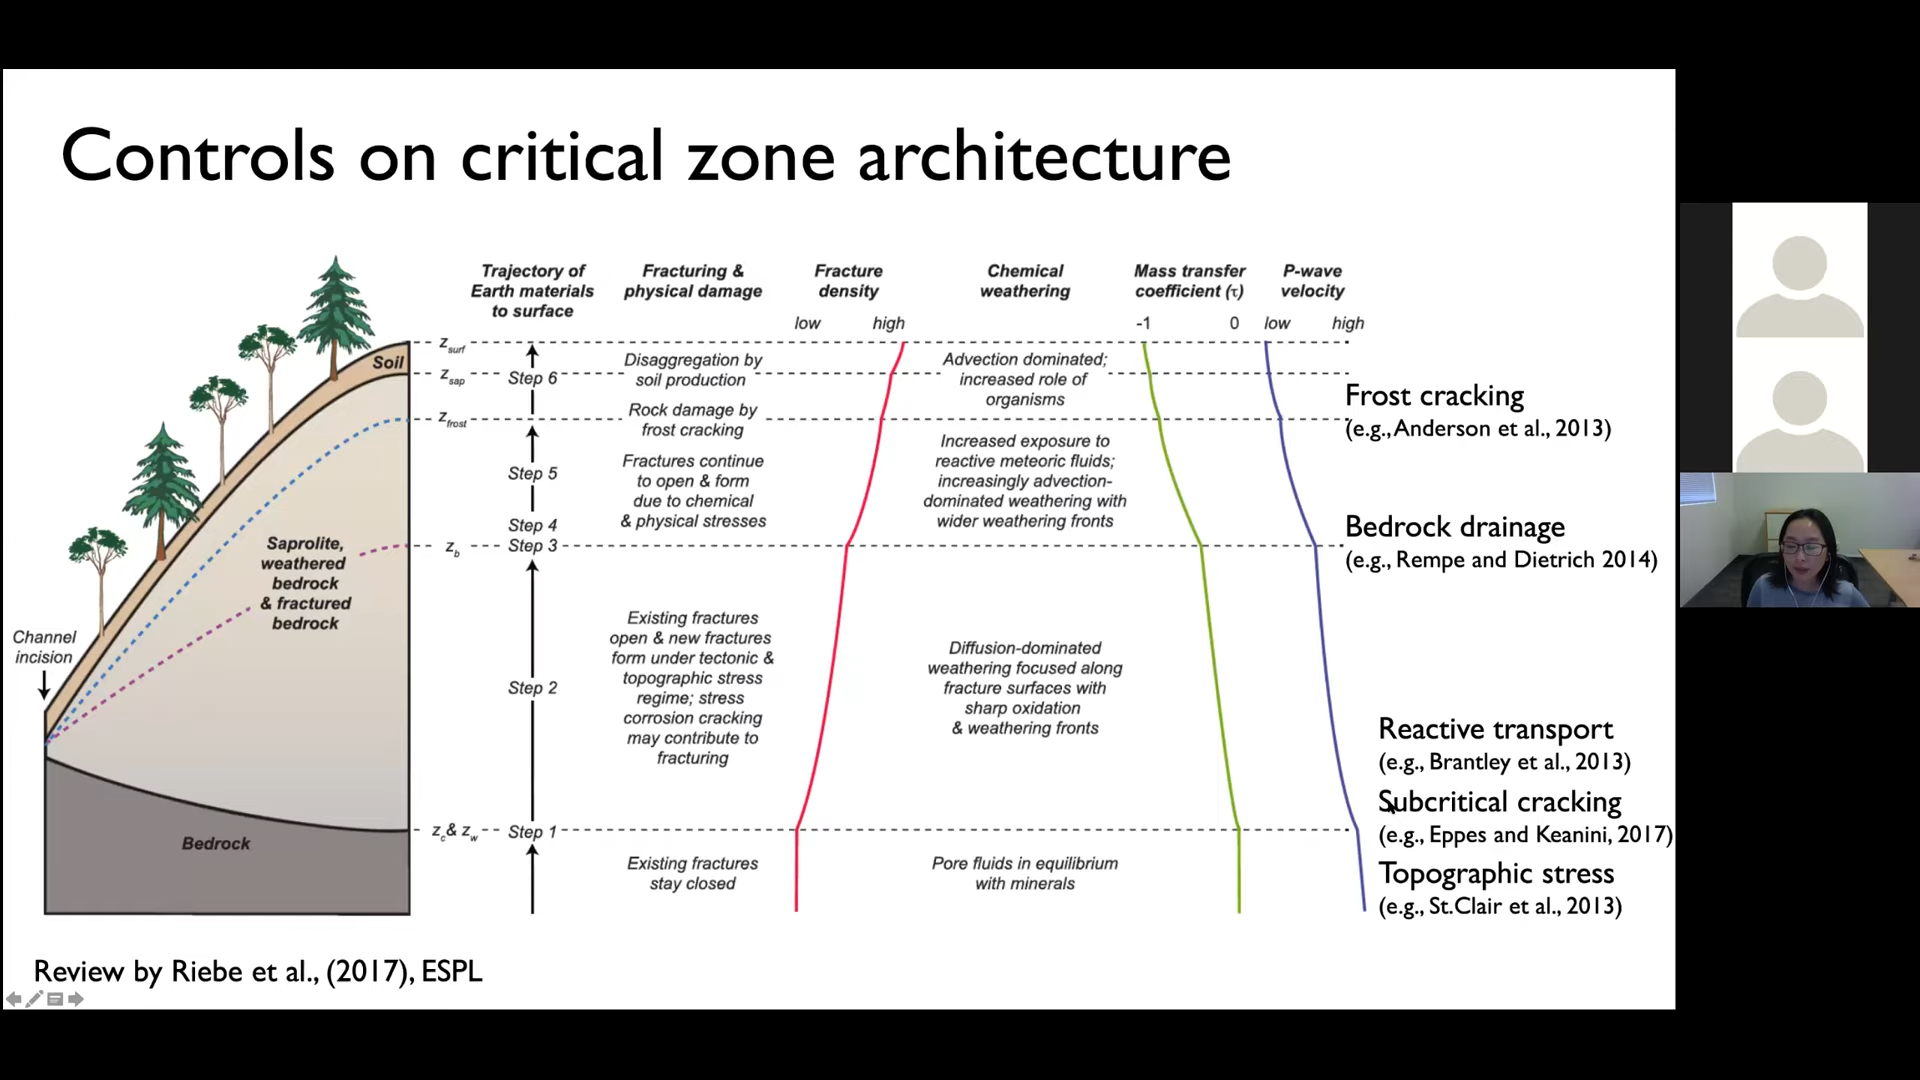 Controls on critical zone architecture
Trajectory of
Earth materials
to surface
Fracturing &
physical damage
Fracture
density
low high
Chemical
weathering
Mass transfer
coefficient (τ)
-1 0
P-wave
velocity
low high
Soil
Saprolite,
weathered
bedrock
& fractured
bedrock
Channel
incision
Bedrock
z_surf
z_sap
z_frost
z_b
z_c & z_w
Step 6
Step 5
Step 4
Step 3
Step 2
Step 1
Disaggregation by
soil production
Rock damage by
frost cracking
Fractures continue
to open & form
due to chemical
& physical stresses
Existing fractures
open & new fractures
form under tectonic &
topographic stress
regime; stress
corrosion cracking
may contribute to
fracturing
Existing fractures
stay closed
Advection dominated;
increased role of
organisms
Increased exposure to
reactive meteoric fluids;
increasingly advection-
dominated weathering with
wider weathering fronts
Diffusion-dominated
weathering focused along
fracture surfaces with
sharp oxidation
& weathering fronts
Pore fluids in equilibrium
with minerals
Frost cracking
(e.g., Anderson et al., 2013)
Bedrock drainage
(e.g., Rempe and Dietrich 2014)
Reactive transport
(e.g., Brantley et al., 2013)
Subcritical cracking
(e.g., Eppes and Keanini, 2017)
Topographic stress
(e.g., St.Clair et al., 2013)
Review by Riebe et al., (2017), ESPL